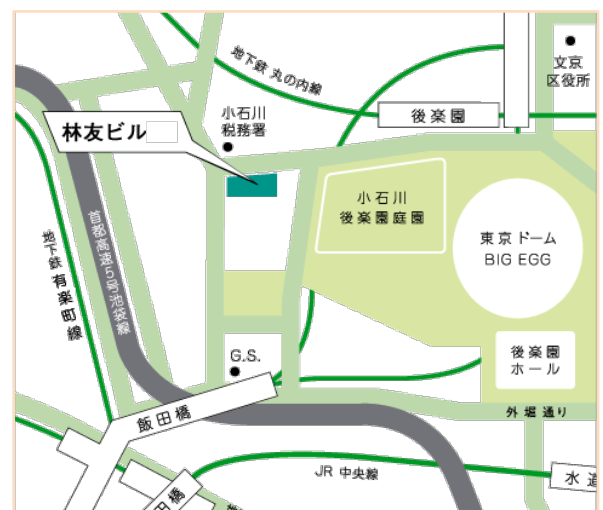 地下鉄 丸の内線
文京
区役所
後楽園
小石川
税務署
林友ビル
小石川
後楽園庭園
東京ドーム
BIG EGG
首都高速5号池袋線
地下鉄 有楽町線
G.S.
後楽園
ホール
飯田橋
外堀通り
JR 中央線
水道
田橋